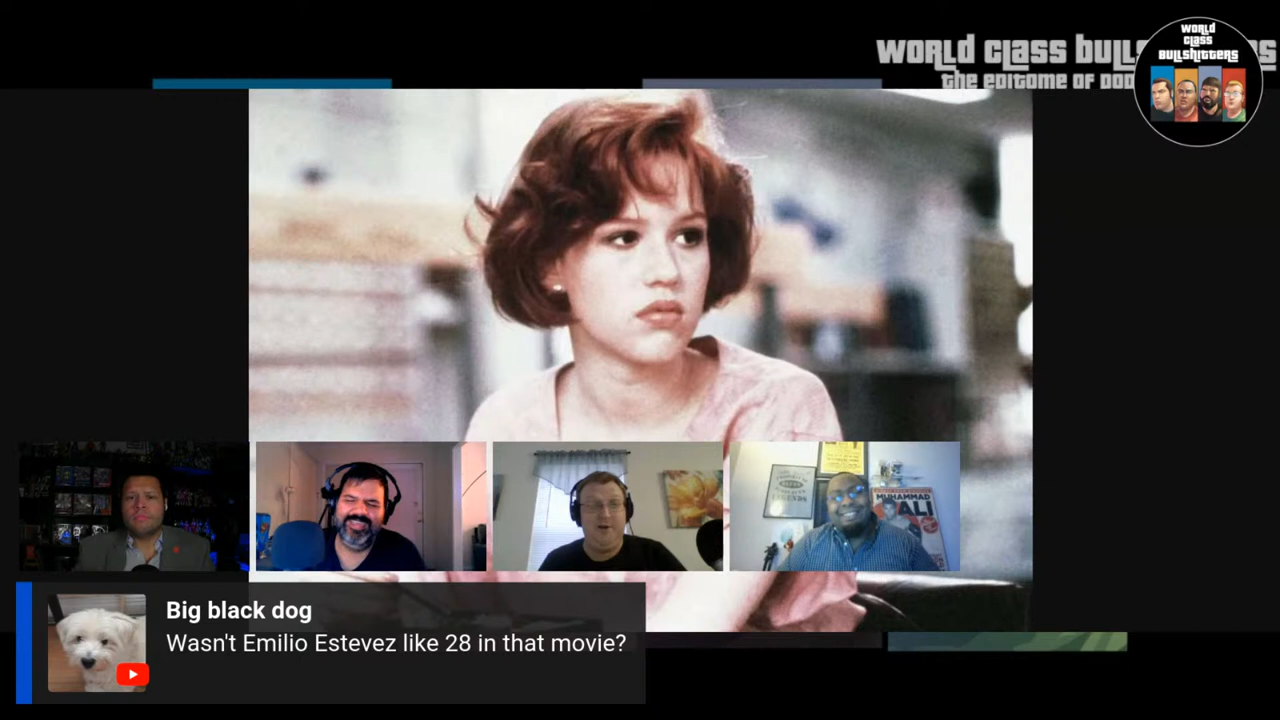 WORLD CLASS BULL
THE EPITOME OF
WORLD
CLASS
BULLSHITTERS
LEGENDS
MUHAMMAD
ALI
Big black dog
Wasn't Emilio Estevez like 28 in that movie?